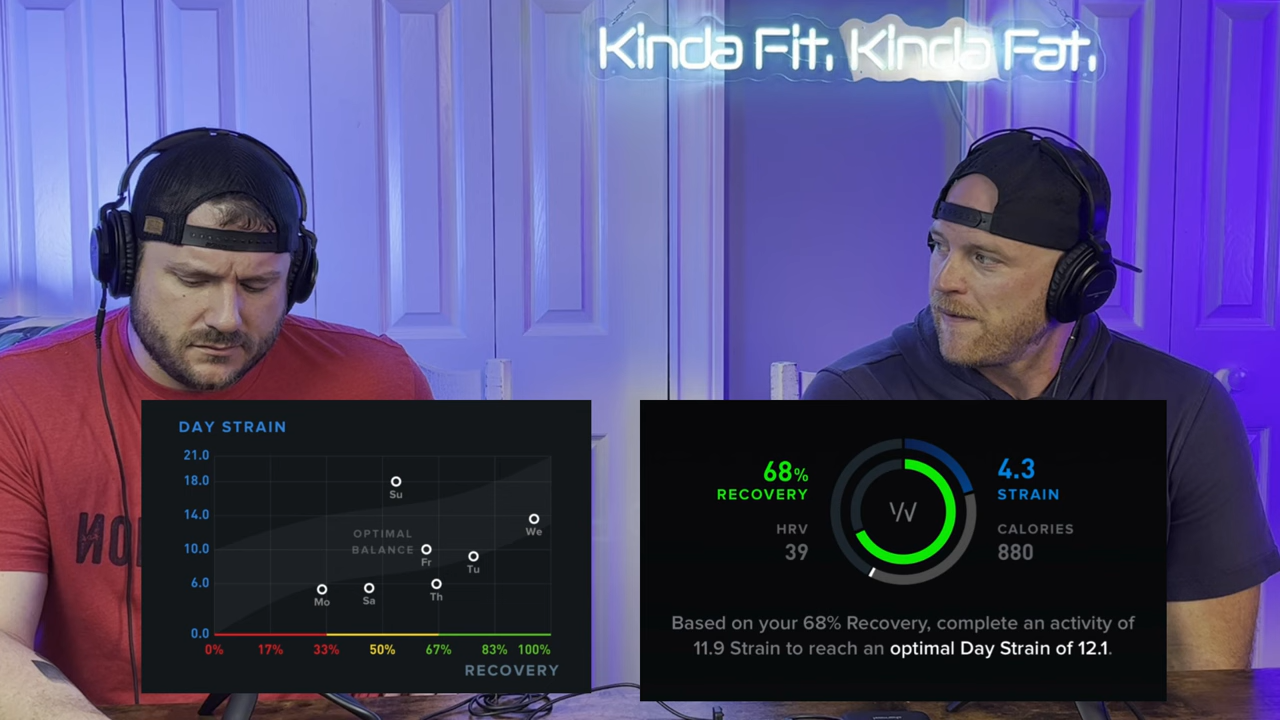 Kinda Fit, Kinda Fat.
DAY STRAIN
21.0
18.0
14.0
10.0
6.0
0.0
Su
We
OPTIMAL
BALANCE
Fr
Tu
Mo
Sa
Th
0% 17% 33% 50% 67% 83% 100%
RECOVERY
68%
RECOVERY
HRV
39
W
4.3
STRAIN
CALORIES
880
Based on your 68% Recovery, complete an activity of
11.9 Strain to reach an optimal Day Strain of 12.1.